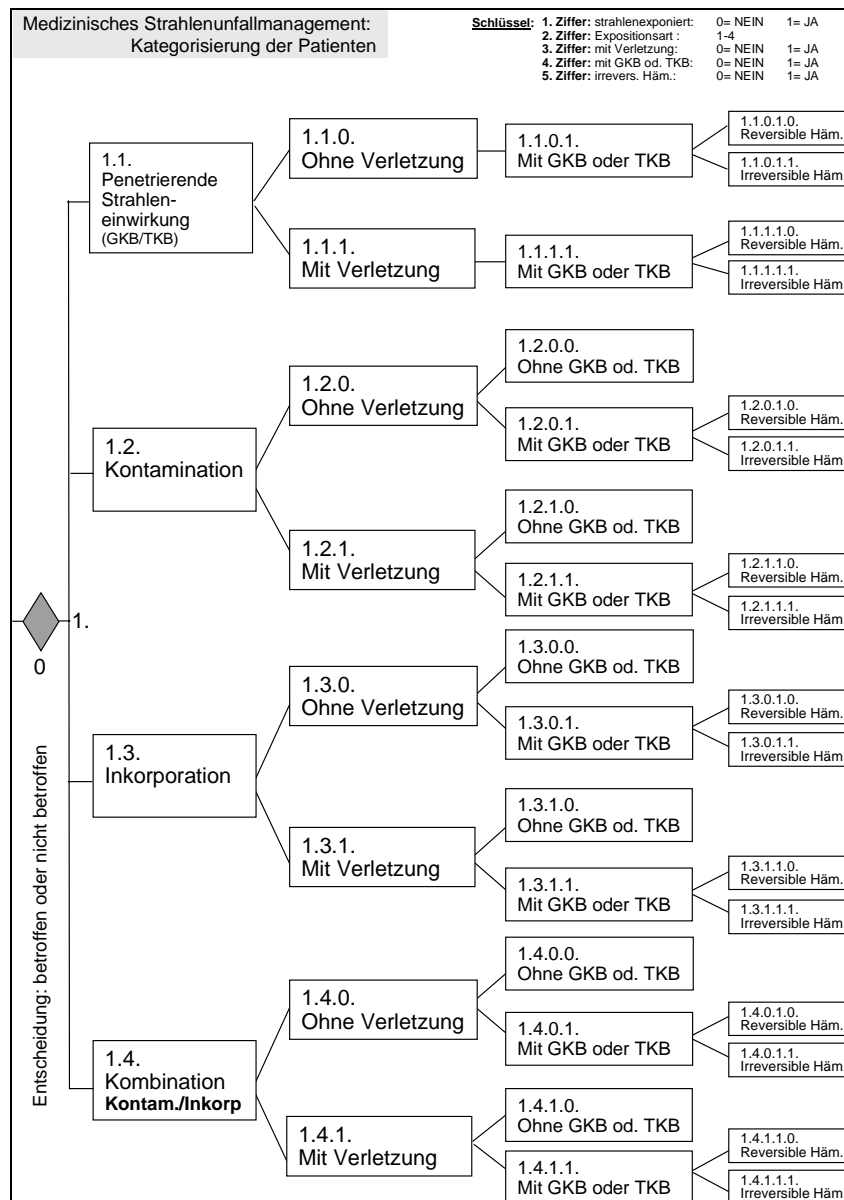 Medizinisches Strahlenunfallmanagement:
Kategorisierung der Patienten
Schlüssel: 1. Ziffer: strahlenexponiert: 0= NEIN 1= JA
2. Ziffer: Expositionsart : 1-4
3. Ziffer: mit Verletzung: 0= NEIN 1= JA
4. Ziffer: mit GKB od. TKB: 0= NEIN 1= JA
5. Ziffer: irrevers. Häm.: 0= NEIN 1= JA
0
1.
Entscheidung: betroffen oder nicht betroffen
1.1.
Penetrierende
Strahlen-
einwirkung
(GKB/TKB)
1.1.0.
Ohne Verletzung
1.1.0.1.
Mit GKB oder TKB
1.1.0.1.0.
Reversible Häm.
1.1.0.1.1.
Irreversible Häm
1.1.1.
Mit Verletzung
1.1.1.1.
Mit GKB oder TKB
1.1.1.1.0.
Reversible Häm.
1.1.1.1.1.
Irreversible Häm
1.2.
Kontamination
1.2.0.
Ohne Verletzung
1.2.0.0.
Ohne GKB od. TKB
1.2.0.1.
Mit GKB oder TKB
1.2.0.1.0.
Reversible Häm.
1.2.0.1.1.
Irreversible Häm
1.2.1.
Mit Verletzung
1.2.1.0.
Ohne GKB od. TKB
1.2.1.1.
Mit GKB oder TKB
1.2.1.1.0.
Reversible Häm.
1.2.1.1.1.
Irreversible Häm
1.3.
Inkorporation
1.3.0.
Ohne Verletzung
1.3.0.0.
Ohne GKB od. TKB
1.3.0.1.
Mit GKB oder TKB
1.3.0.1.0.
Reversible Häm.
1.3.0.1.1.
Irreversible Häm
1.3.1.
Mit Verletzung
1.3.1.0.
Ohne GKB od. TKB
1.3.1.1.
Mit GKB oder TKB
1.3.1.1.0.
Reversible Häm.
1.3.1.1.1.
Irreversible Häm
1.4.
Kombination
Kontam./Inkorp
1.4.0.
Ohne Verletzung
1.4.0.0.
Ohne GKB od. TKB
1.4.0.1.
Mit GKB oder TKB
1.4.0.1.0.
Reversible Häm.
1.4.0.1.1.
Irreversible Häm
1.4.1.
Mit Verletzung
1.4.1.0.
Ohne GKB od. TKB
1.4.1.1.
Mit GKB oder TKB
1.4.1.1.0.
Reversible Häm.
1.4.1.1.1.
Irreversible Häm